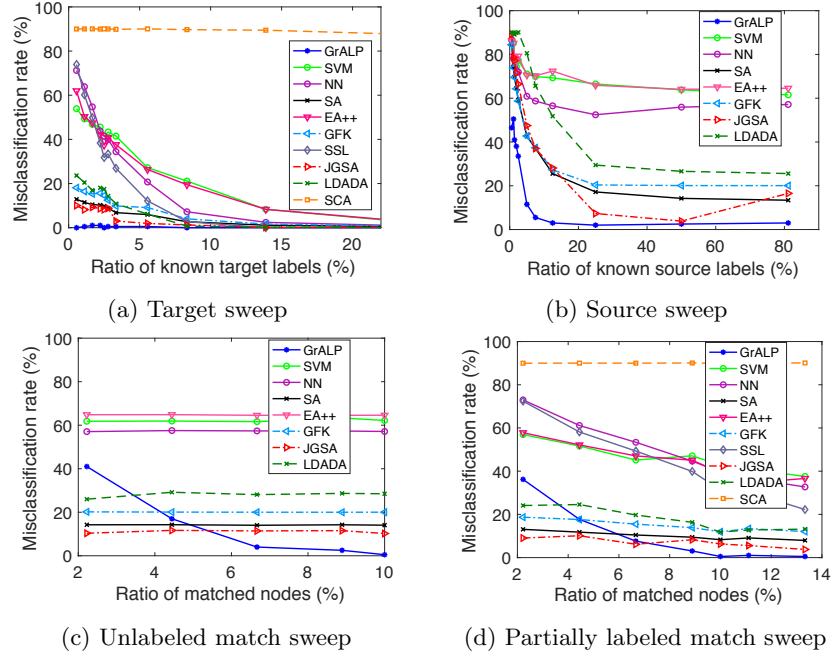 Misclassification rate (%)
100
80
60
40
20
0
0
5
10
15
20
Ratio of known target labels (%)
GrALP
SVM
NN
SA
EA++
GFK
SSL
JGSA
LDADA
SCA
(a) Target sweep
Misclassification rate (%)
100
80
60
40
20
0
0
20
40
60
80
Ratio of known source labels (%)
GrALP
SVM
NN
SA
EA++
GFK
JGSA
LDADA
(b) Source sweep
Misclassification rate (%)
100
80
60
40
20
0
2
4
6
8
10
Ratio of matched nodes (%)
GrALP
SVM
NN
SA
EA++
GFK
JGSA
LDADA
(c) Unlabeled match sweep
Misclassification rate (%)
100
80
60
40
20
0
2
4
6
8
10
12
14
Ratio of matched nodes (%)
GrALP
SVM
NN
SA
EA++
GFK
SSL
JGSA
LDADA
SCA
(d) Partially labeled match sweep